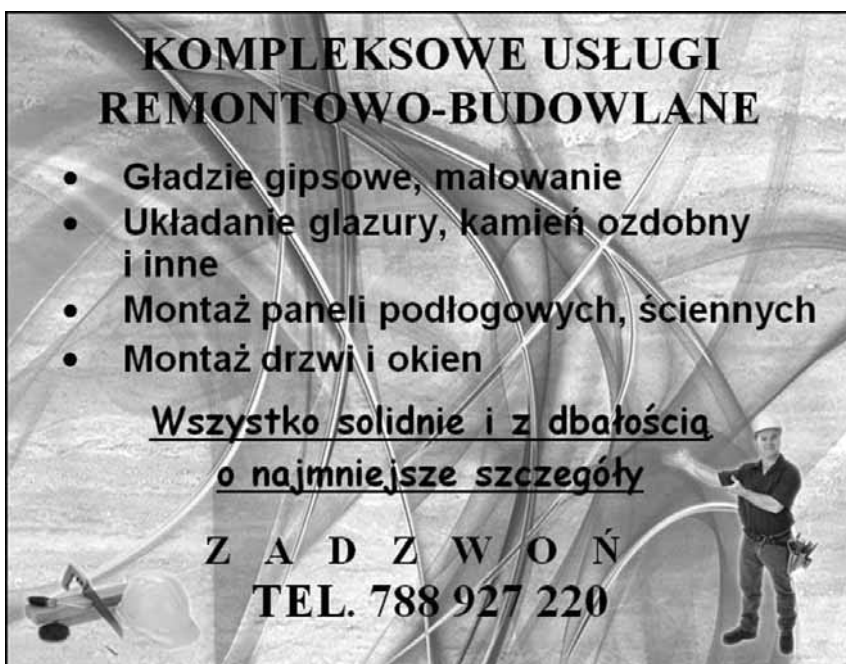 KOMPLEKSOWE USŁUGI
REMONTOWO-BUDOWLANE
• Gładzie gipsowe, malowanie
• Układanie glazury, kamień ozdobny
i inne
• Montaż paneli podłogowych, ściennych
• Montaż drzwi i okien
Wszystko solidnie i z dbałością
o najmniejsze szczegóły
Z A D Z W O Ń
TEL. 788 927 220